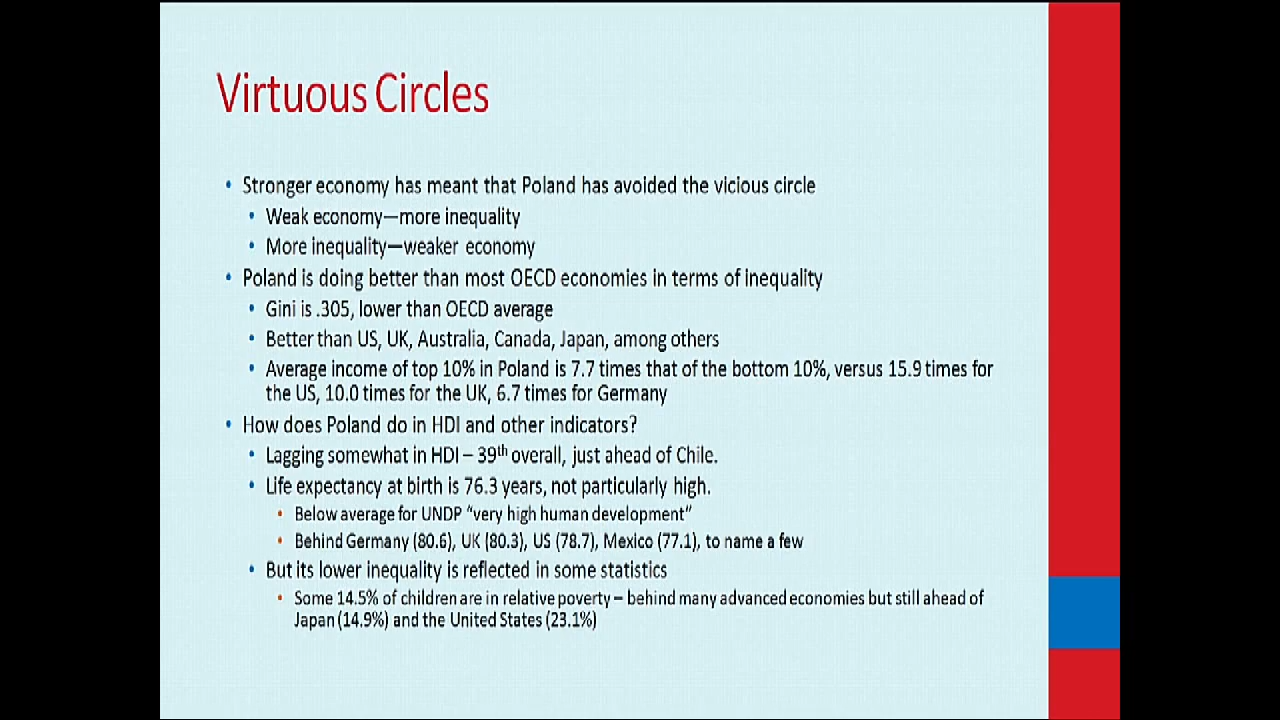 Virtuous Circles
• Stronger economy has meant that Poland has avoided the vicious circle
• Weak economy—more inequality
• More inequality—weaker economy
• Poland is doing better than most OECD economies in terms of inequality
• Gini is .305, lower than OECD average
• Better than US, UK, Australia, Canada, Japan, among others
• Average income of top 10% in Poland is 7.7 times that of the bottom 10%, versus 15.9 times for
the US, 10.0 times for the UK, 6.7 times for Germany
• How does Poland do in HDI and other indicators?
• Lagging somewhat in HDI – 39th overall, just ahead of Chile.
• Life expectancy at birth is 76.3 years, not particularly high.
• Below average for UNDP “very high human development”
• Behind Germany (80.6), UK (80.3), US (78.7), Mexico (77.1), to name a few
• But its lower inequality is reflected in some statistics
• Some 14.5% of children are in relative poverty – behind many advanced economies but still ahead of
Japan (14.9%) and the United States (23.1%)